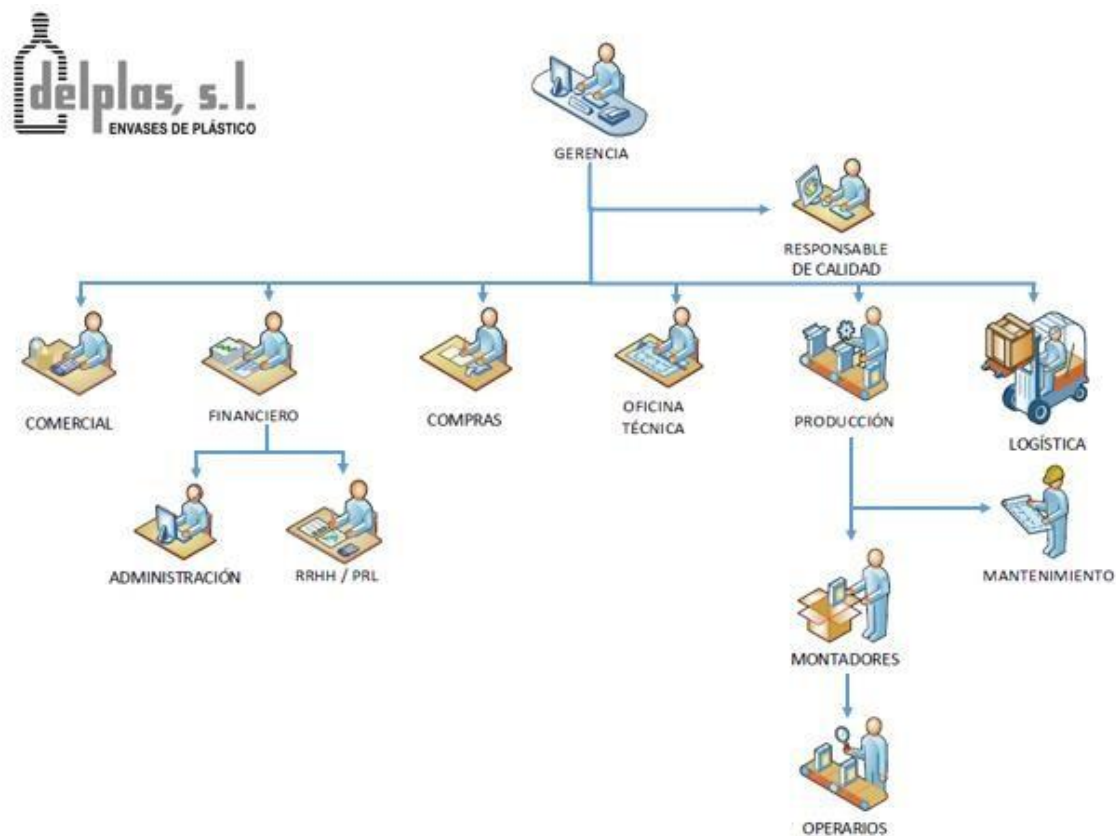 delplas, s.l.
ENVASES DE PLÁSTICO
GERENCIA
RESPONSABLE
DE CALIDAD
COMERCIAL
FINANCIERO
COMPRAS
OFICINA
TÉCNICA
PRODUCCIÓN
LOGÍSTICA
ADMINISTRACIÓN
RRHH / PRL
MANTENIMIENTO
MONTADORES
OPERARIOS